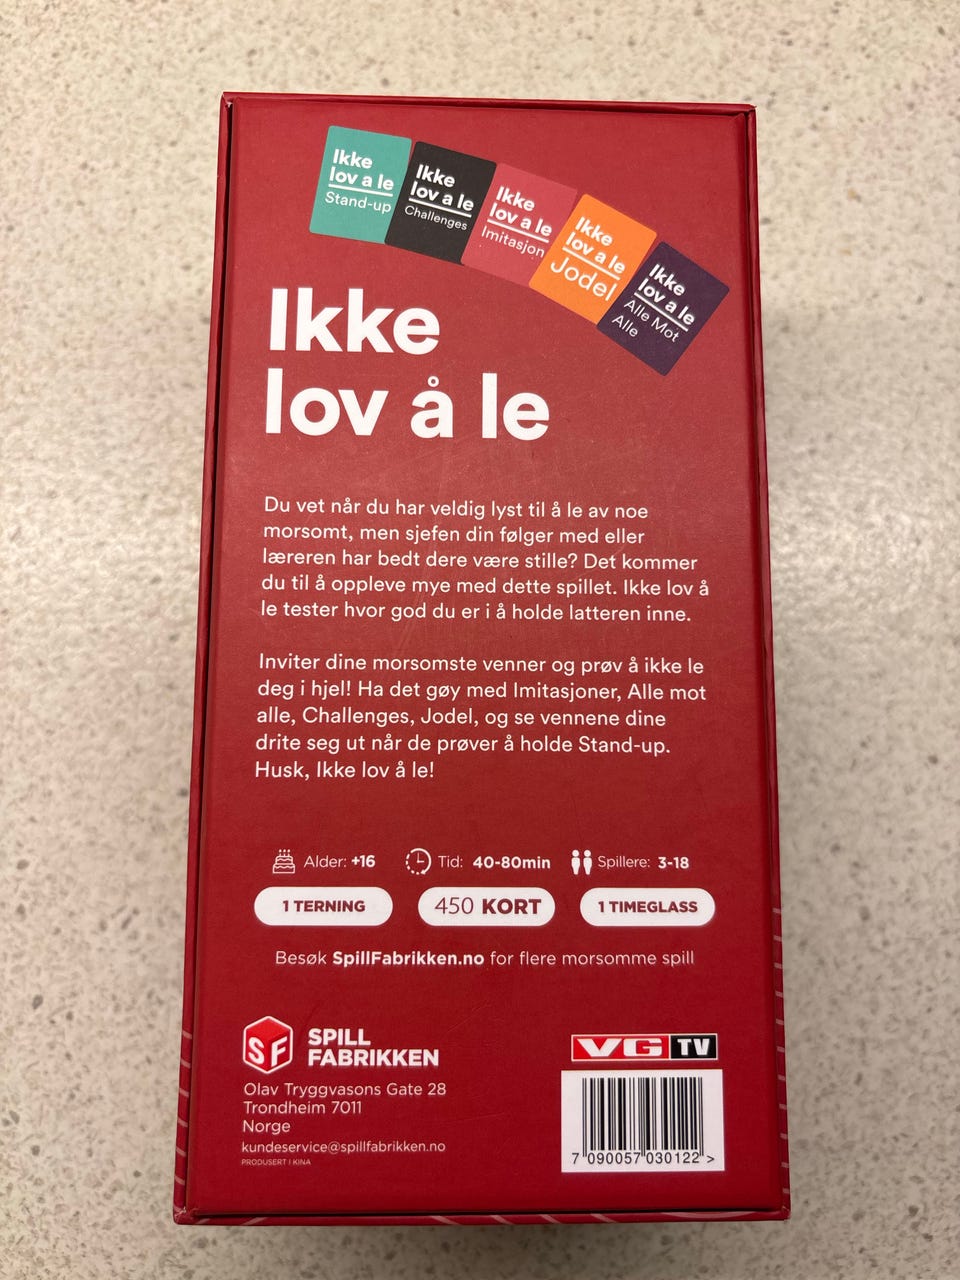 Ikke
lov a le
Stand-up
Ikke
lov a le
Challenges
Ikke
lov a le
Imitasjon
Ikke
lov a le
Jodel
Ikke
lov a le
Alle Mot
Alle
Ikke
lov å le
Du vet når du har veldig lyst til å le av noe
morsomt, men sjefen din følger med eller
læreren har bedt dere være stille? Det kommer
du til å oppleve mye med dette spillet. Ikke lov å
le tester hvor god du er i å holde latteren inne.
Inviter dine morsomste venner og prøv å ikke le
deg i hjel! Ha det gøy med Imitasjoner, Alle mot
alle, Challenges, Jodel, og se vennene dine
drite seg ut når de prøver å holde Stand-up.
Husk, Ikke lov å le!
Alder: +16 Tid: 40-80min Spillere: 3-18
1 TERNING 450 KORT 1 TIMEGLASS
Besøk SpillFabrikken.no for flere morsomme spill
SF SPILL
FABRIKKEN
Olav Tryggvasons Gate 28
Trondheim 7011
Norge
kundeservice@spillfabrikken.no
PRODUSERT I KINA
VG TV
7 090057 030122 >